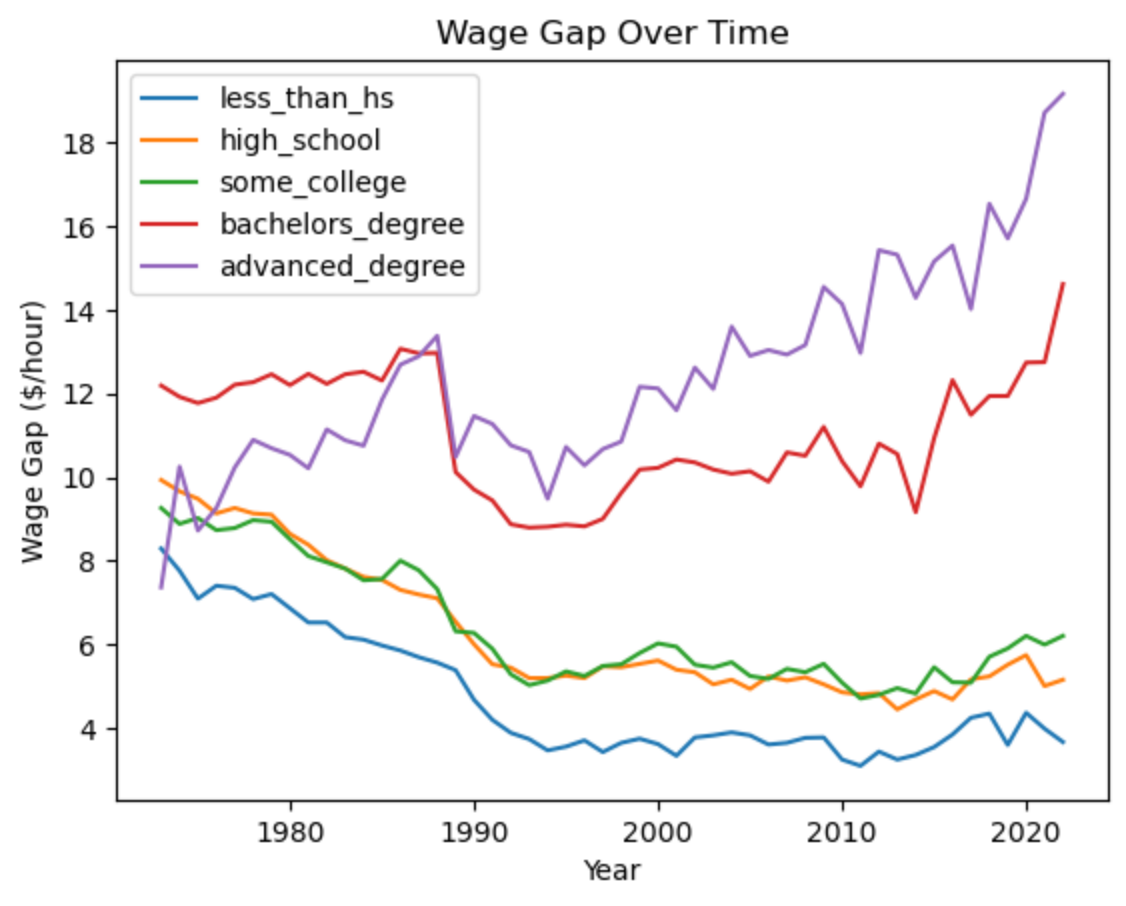 Wage Gap Over Time
less_than_hs
high_school
some_college
bachelors_degree
advanced_degree
Wage Gap ($/hour)
18
16
14
12
10
8
6
4
1980 1990 2000 2010 2020
Year